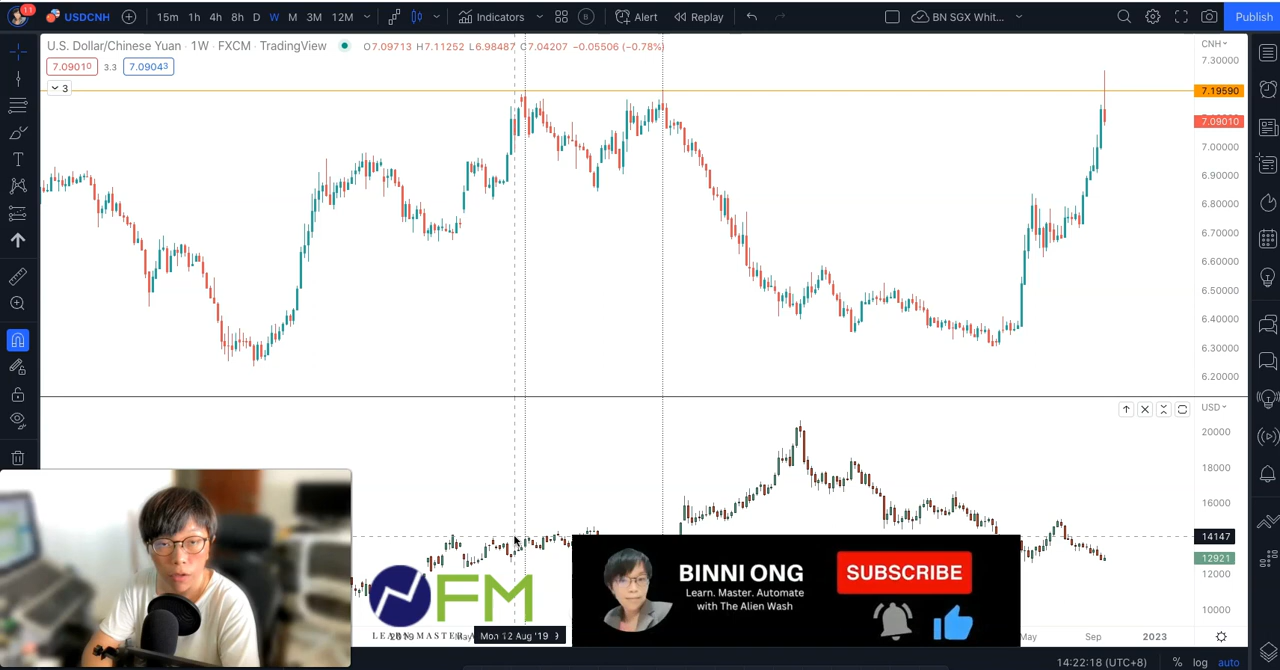 11
USDCNH
15m 1h 4h 8h D W M 3M 12M
Indicators
B
Alert
Replay
BN SGX Whit...
Publish
U.S. Dollar/Chinese Yuan · 1W · FXCM · TradingView
O7.09713 H7.11252 L6.98487 C7.04207 −0.05506 (−0.78%)
7.09010 3.3 7.09043
3
CNH
7.30000
7.19590
7.09010
7.00000
6.90000
6.80000
6.70000
6.60000
6.50000
6.40000
6.30000
6.20000
USD
20000
18000
16000
14147
12921
12000
10000
FM
LEARN MASTER A
2019
May
Mon 12 Aug '19
May
Sep
2023
BINNI ONG
Learn. Master. Automate
with The Alien Wash
SUBSCRIBE
14:22:18 (UTC+8)
% log auto